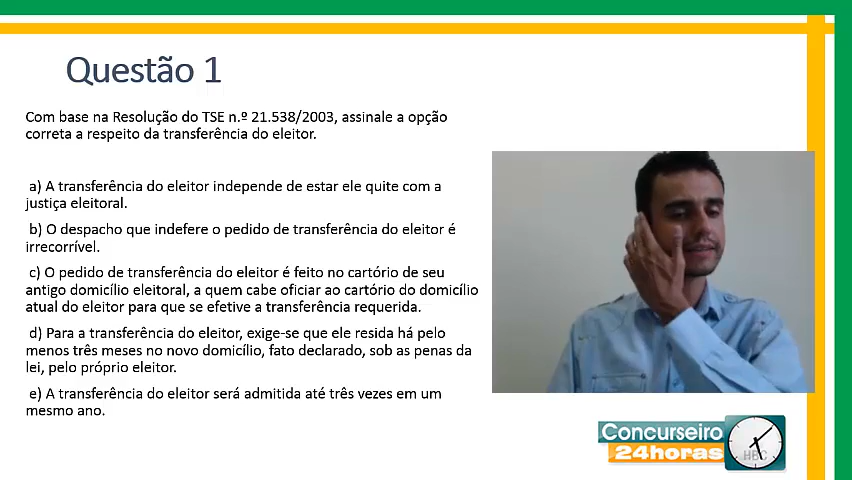 Questão 1
Com base na Resolução do TSE n.º 21.538/2003, assinale a opção
correta a respeito da transferência do eleitor.
a) A transferência do eleitor independe de estar ele quite com a
justiça eleitoral.
b) O despacho que indefere o pedido de transferência do eleitor é
irrecorrível.
c) O pedido de transferência do eleitor é feito no cartório de seu
antigo domicílio eleitoral, a quem cabe oficiar ao cartório do domicílio
atual do eleitor para que se efetive a transferência requerida.
d) Para a transferência do eleitor, exige-se que ele resida há pelo
menos três meses no novo domicílio, fato declarado, sob as penas da
lei, pelo próprio eleitor.
e) A transferência do eleitor será admitida até três vezes em um
mesmo ano.
Concurseiro
24horas
HBC